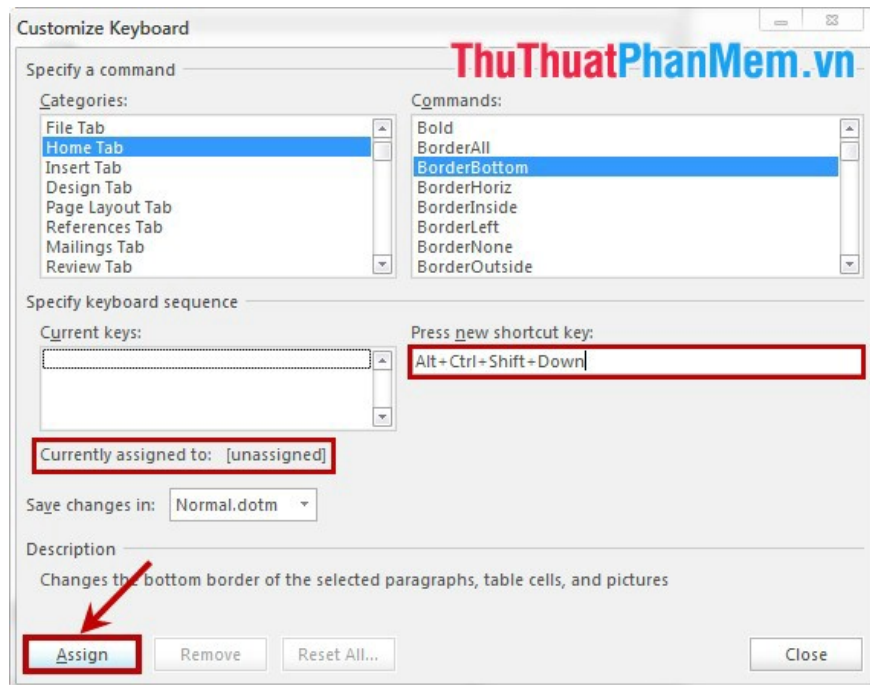 Customize Keyboard
ThuThuatPhanMem.vn
Specify a command
Categories:
File Tab
Home Tab
Insert Tab
Design Tab
Page Layout Tab
References Tab
Mailings Tab
Review Tab
Commands:
Bold
BorderAll
BorderBottom
BorderHoriz
BorderInside
BorderLeft
BorderNone
BorderOutside
Specify keyboard sequence
Current keys:
Press new shortcut key:
Alt+Ctrl+Shift+Down
Currently assigned to: [unassigned]
Save changes in: Normal.dotm
Description
Changes the bottom border of the selected paragraphs, table cells, and pictures
Assign Remove Reset All... Close